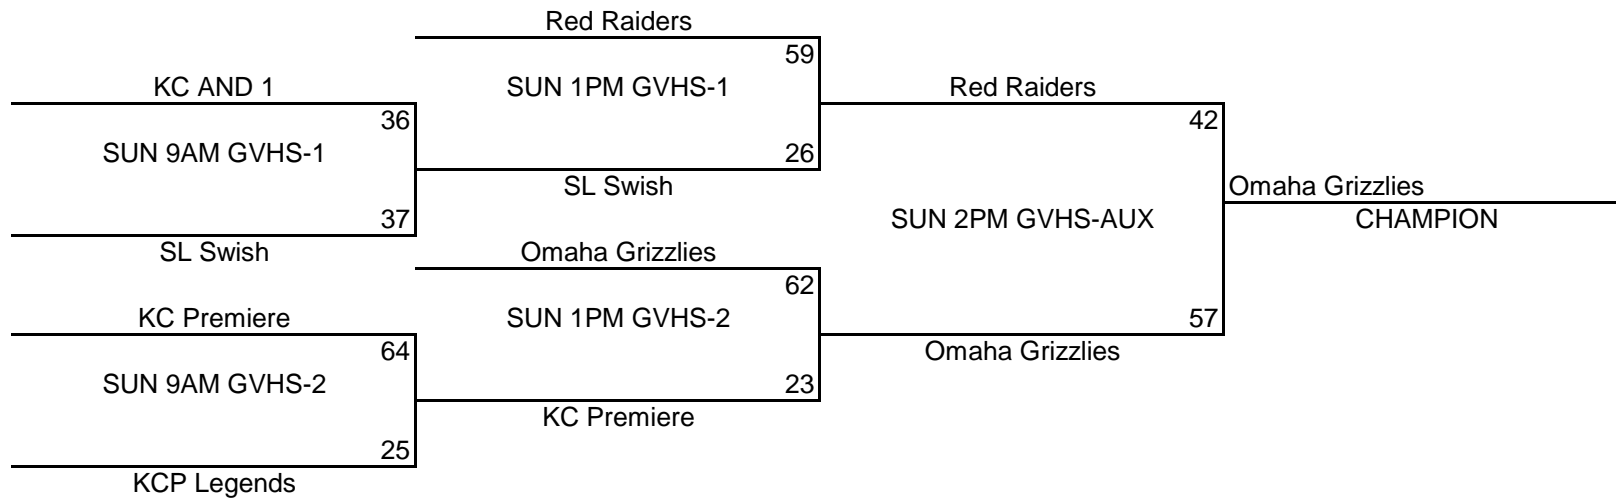 Red Raiders
59
KC AND 1
SUN 1PM GVHS-1
Red Raiders
36
42
SUN 9AM GVHS-1
26
SL Swish
Omaha Grizzlies
37
SUN 2PM GVHS-AUX
CHAMPION
SL Swish
Omaha Grizzlies
62
KC Premiere
SUN 1PM GVHS-2
57
64
Omaha Grizzlies
SUN 9AM GVHS-2
23
KC Premiere
25
KCP Legends